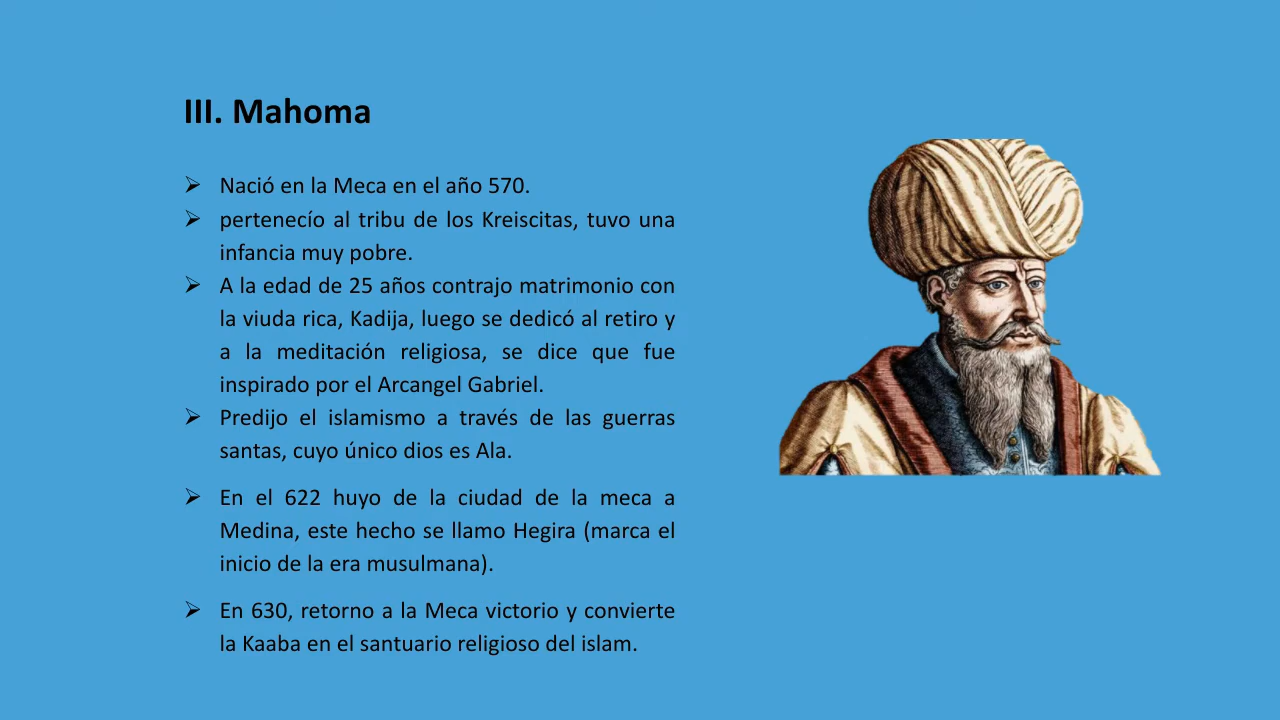 III. Mahoma
➢ Nació en la Meca en el año 570.
➢ pertenecío al tribu de los Kreiscitas, tuvo una
infancia muy pobre.
➢ A la edad de 25 años contrajo matrimonio con
la viuda rica, Kadija, luego se dedicó al retiro y
a la meditación religiosa, se dice que fue
inspirado por el Arcangel Gabriel.
➢ Predijo el islamismo a través de las guerras
santas, cuyo único dios es Ala.
➢ En el 622 huyo de la ciudad de la meca a
Medina, este hecho se llamo Hegira (marca el
inicio de la era musulmana).
➢ En 630, retorno a la Meca victorio y convierte
la Kaaba en el santuario religioso del islam.